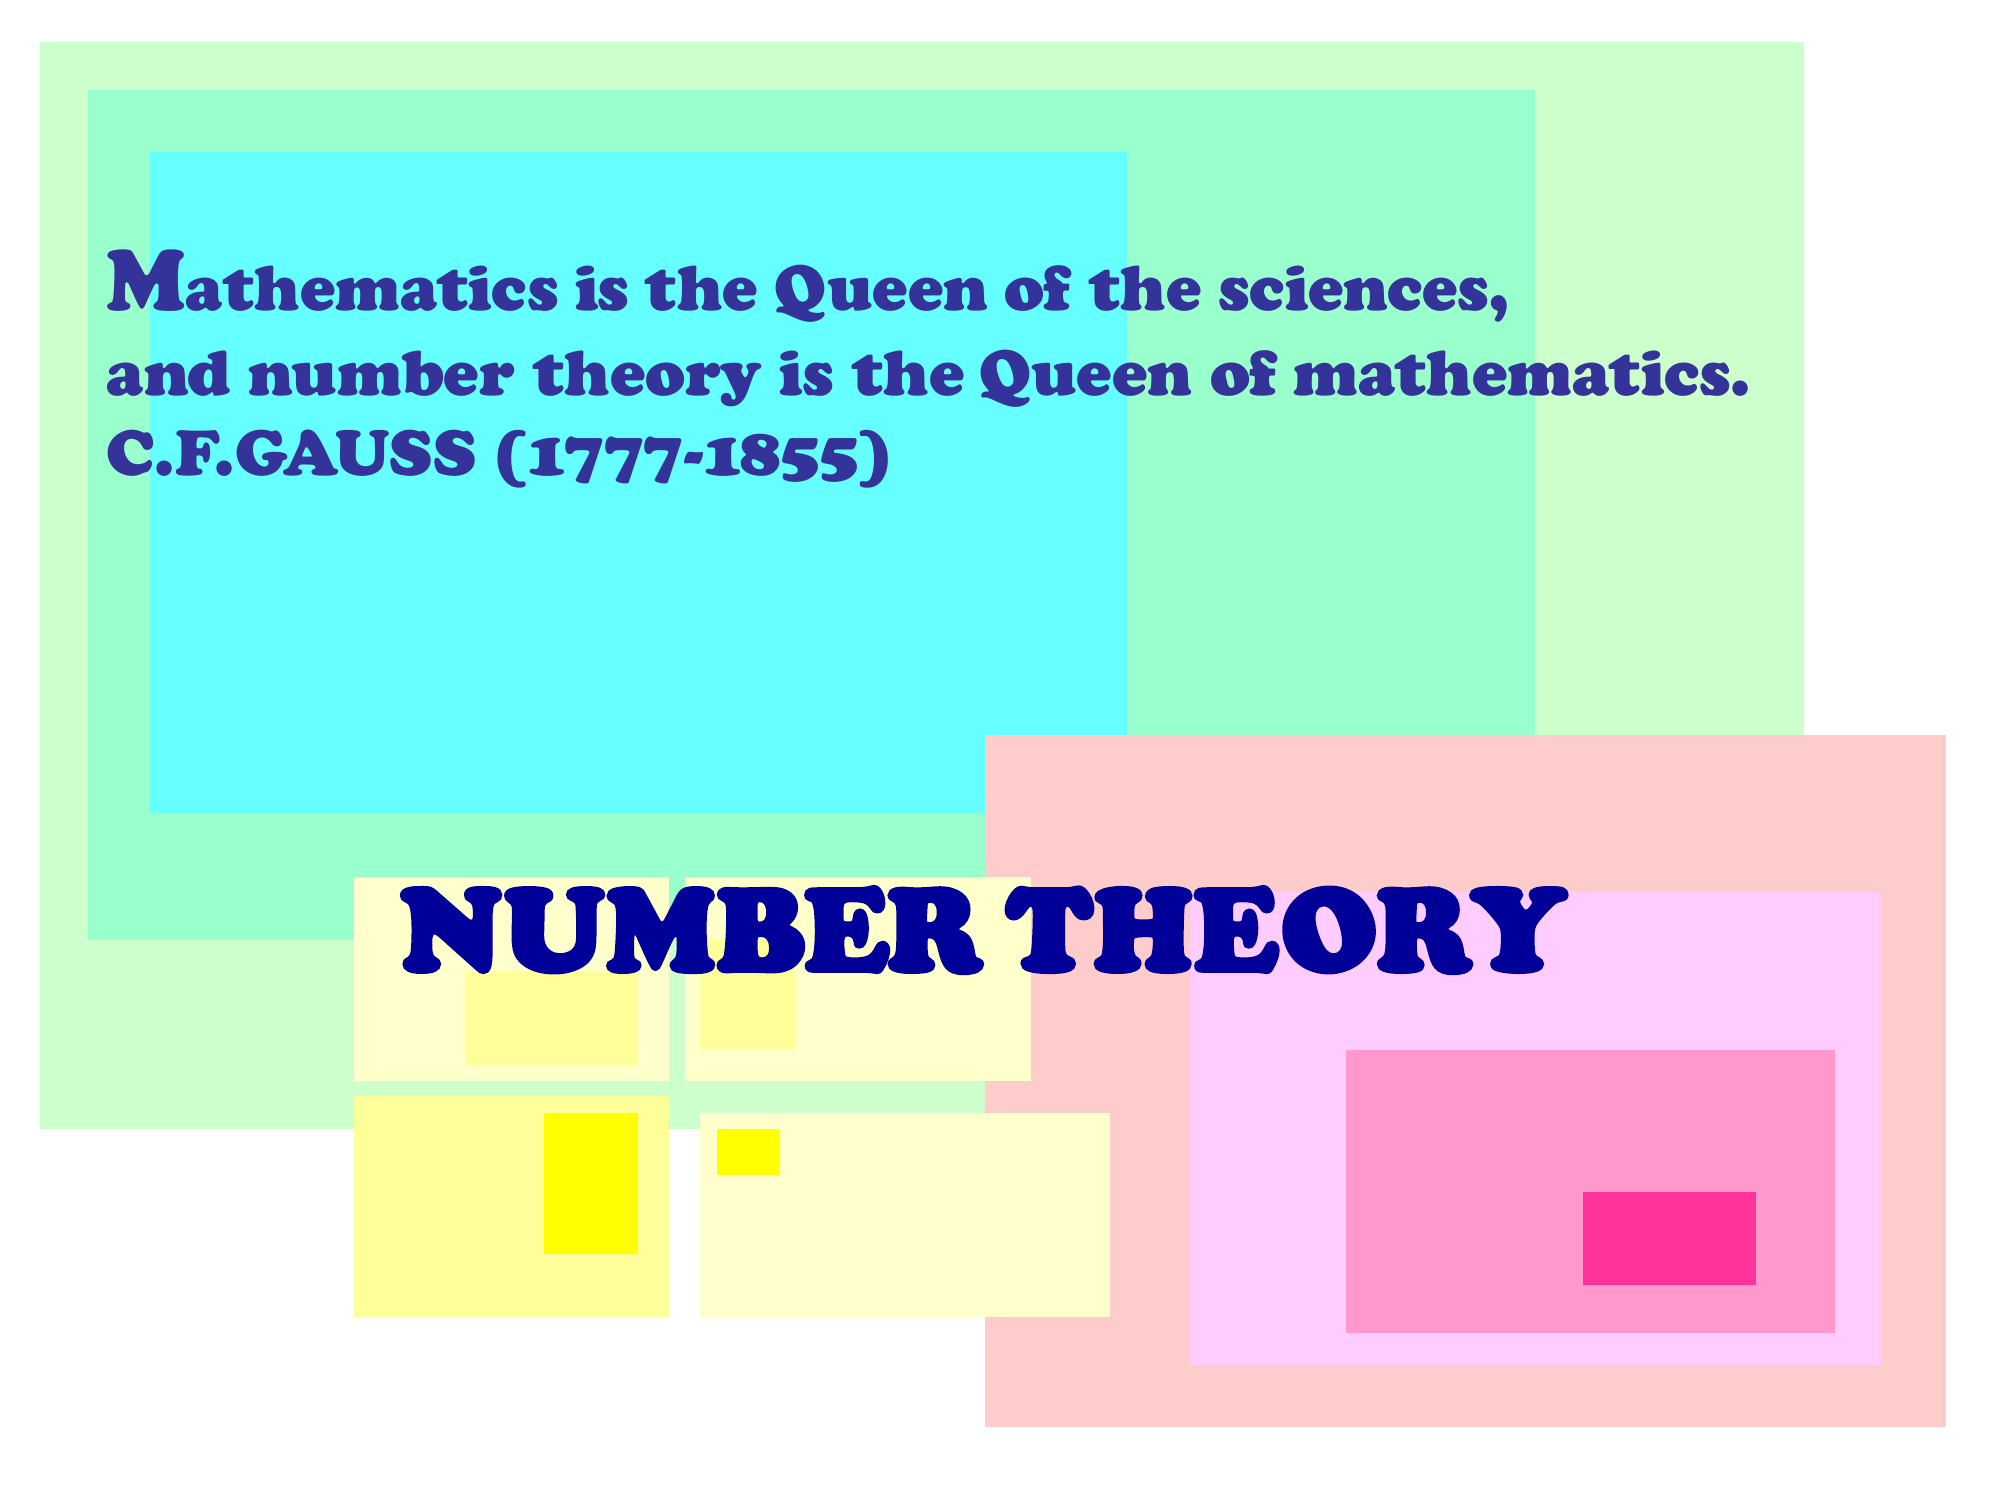 Mathematics is the Queen of the sciences,
and number theory is the Queen of mathematics.
C.F.GAUSS (1777-1855)
NUMBER THEORY